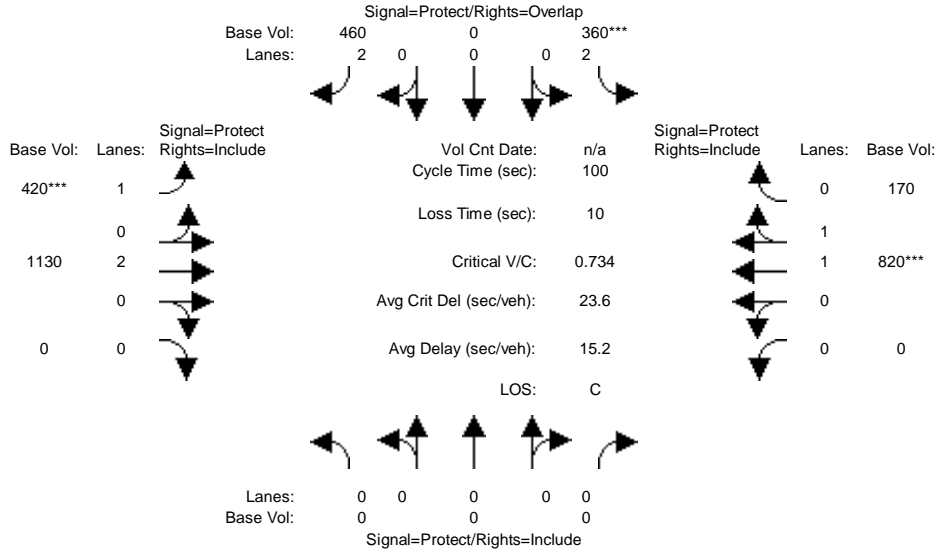 Signal=Protect/Rights=Overlap
Base Vol: 460 0 360***
Lanes: 2 0 0 0 2
Signal=Protect Signal=Protect
Base Vol: Lanes: Rights=Include Vol Cnt Date: n/a Rights=Include Lanes: Base Vol:
Cycle Time (sec): 100
420*** 1 0 170
Loss Time (sec): 10
0 1
1130 2 Critical V/C: 0.734 1 820***
0 Avg Crit Del (sec/veh): 23.6 0
0 0 Avg Delay (sec/veh): 15.2 0 0
LOS: C
Lanes: 0 0 0 0 0
Base Vol: 0 0 0
Signal=Protect/Rights=Include